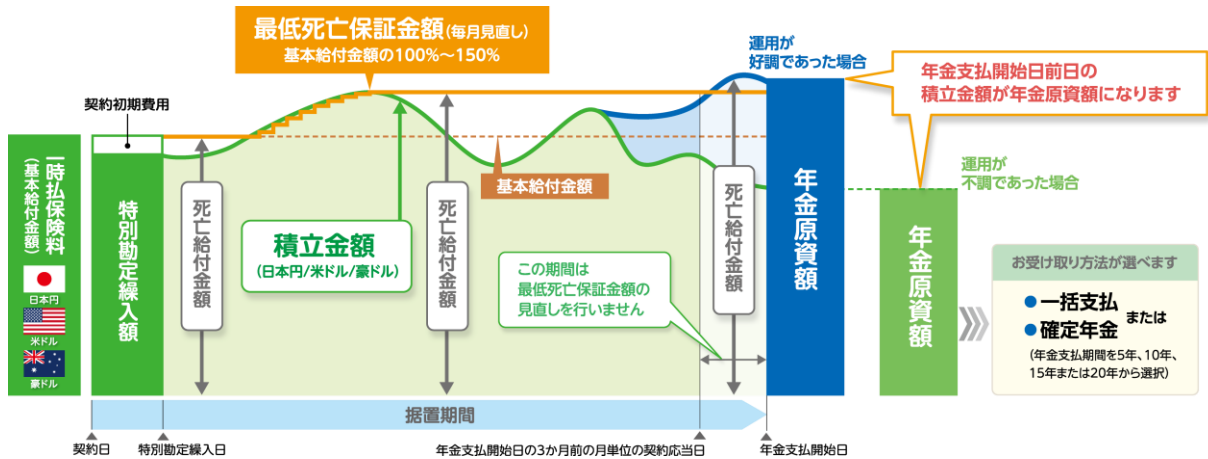 最低死亡保証金額(毎月見直し)
基本給付金額の100%〜150%
運用が
好調であった場合
年金支払開始日前日の
積立金額が年金原資額になります
契約初期費用
一時払保険料
(基本給付金額)
日本円
米ドル
豪ドル
特別勘定繰入額
死亡給付金額
積立金額
(日本円/米ドル/豪ドル)
死亡給付金額
基本給付金額
この期間は
最低死亡保証金額の
見直しを行いません
死亡給付金額
年金原資額
運用が
不調であった場合
年金原資額
お受け取り方法が選べます
●一括支払
または
●確定年金
(年金支払期間を5年、10年、
15年または20年から選択)
据置期間
契約日
特別勘定繰入日
年金支払開始日の3か月前の月単位の契約応当日
年金支払開始日